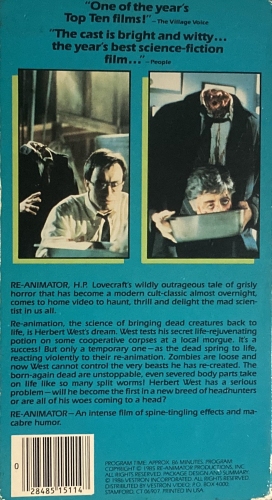 "One of the year's
Top Ten films!" – The Village Voice
"The cast is bright and witty...
the year's best science-fiction
film..." – People
RE-ANIMATOR, H.P. Lovecraft's wildly outrageous tale of grisly
horror that has become a modern cult-classic almost overnight,
comes to home video to haunt, thrill and delight the mad scien-
tist in us all.
Re-animation, the science of bringing dead creatures back to
life, is Herbert West's dream. West tests his secret life-rejuvenating
potion on some cooperative corpses at a local morgue. It's a
success! But only a temporary one – as the dead spring to life,
reacting violently to their re-animation. Zombies are loose and
now West cannot control the very beasts he has re-created. The
born-again dead are unstoppable, even severed body parts take
on life like so many split worms! Herbert West has a serious
problem – will he become the first in a new breed of headhunters
or are all of his woes coming to a head?
RE-ANIMATOR – An intense film of spine-tingling effects and ma-
cabre humor.
0
28485 15114
PROGRAM TIME: APPROX. 86 MINUTES. PROGRAM:
COPYRIGHT © 1985 RE-ANIMATOR PRODUCTIONS, INC.
ALL RIGHTS RESERVED. PACKAGE DESIGN AND SUMMARY:
© 1986 VESTRON INCORPORATED. ALL RIGHTS RESERVED.
DISTRIBUTED BY VESTRON VIDEO, P.O. BOX 4000,
STAMFORD, CT 06907. PRINTED IN USA.